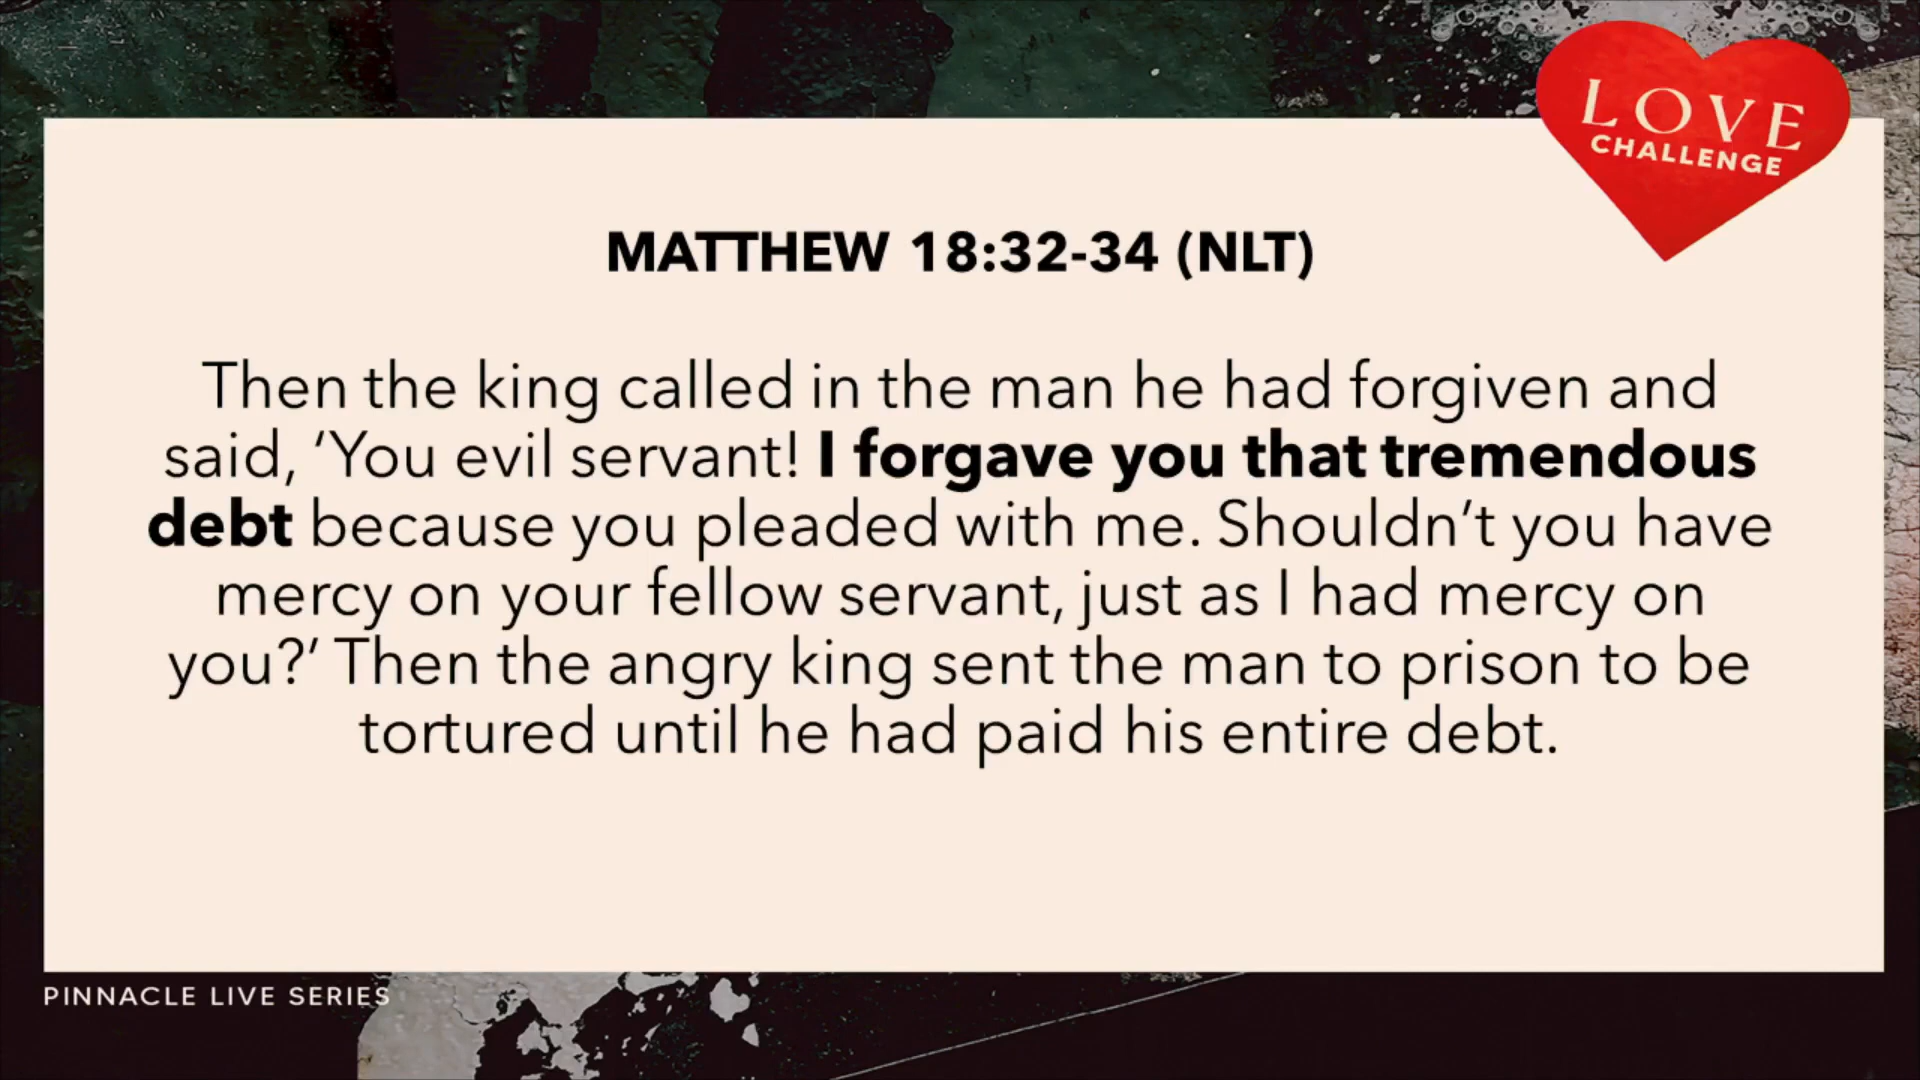 LOVE
CHALLENGE
MATTHEW 18:32-34 (NLT)
Then the king called in the man he had forgiven and
said, ‘You evil servant! I forgave you that tremendous
debt because you pleaded with me. Shouldn’t you have
mercy on your fellow servant, just as I had mercy on
you?’ Then the angry king sent the man to prison to be
tortured until he had paid his entire debt.
PINNACLE LIVE SERIES